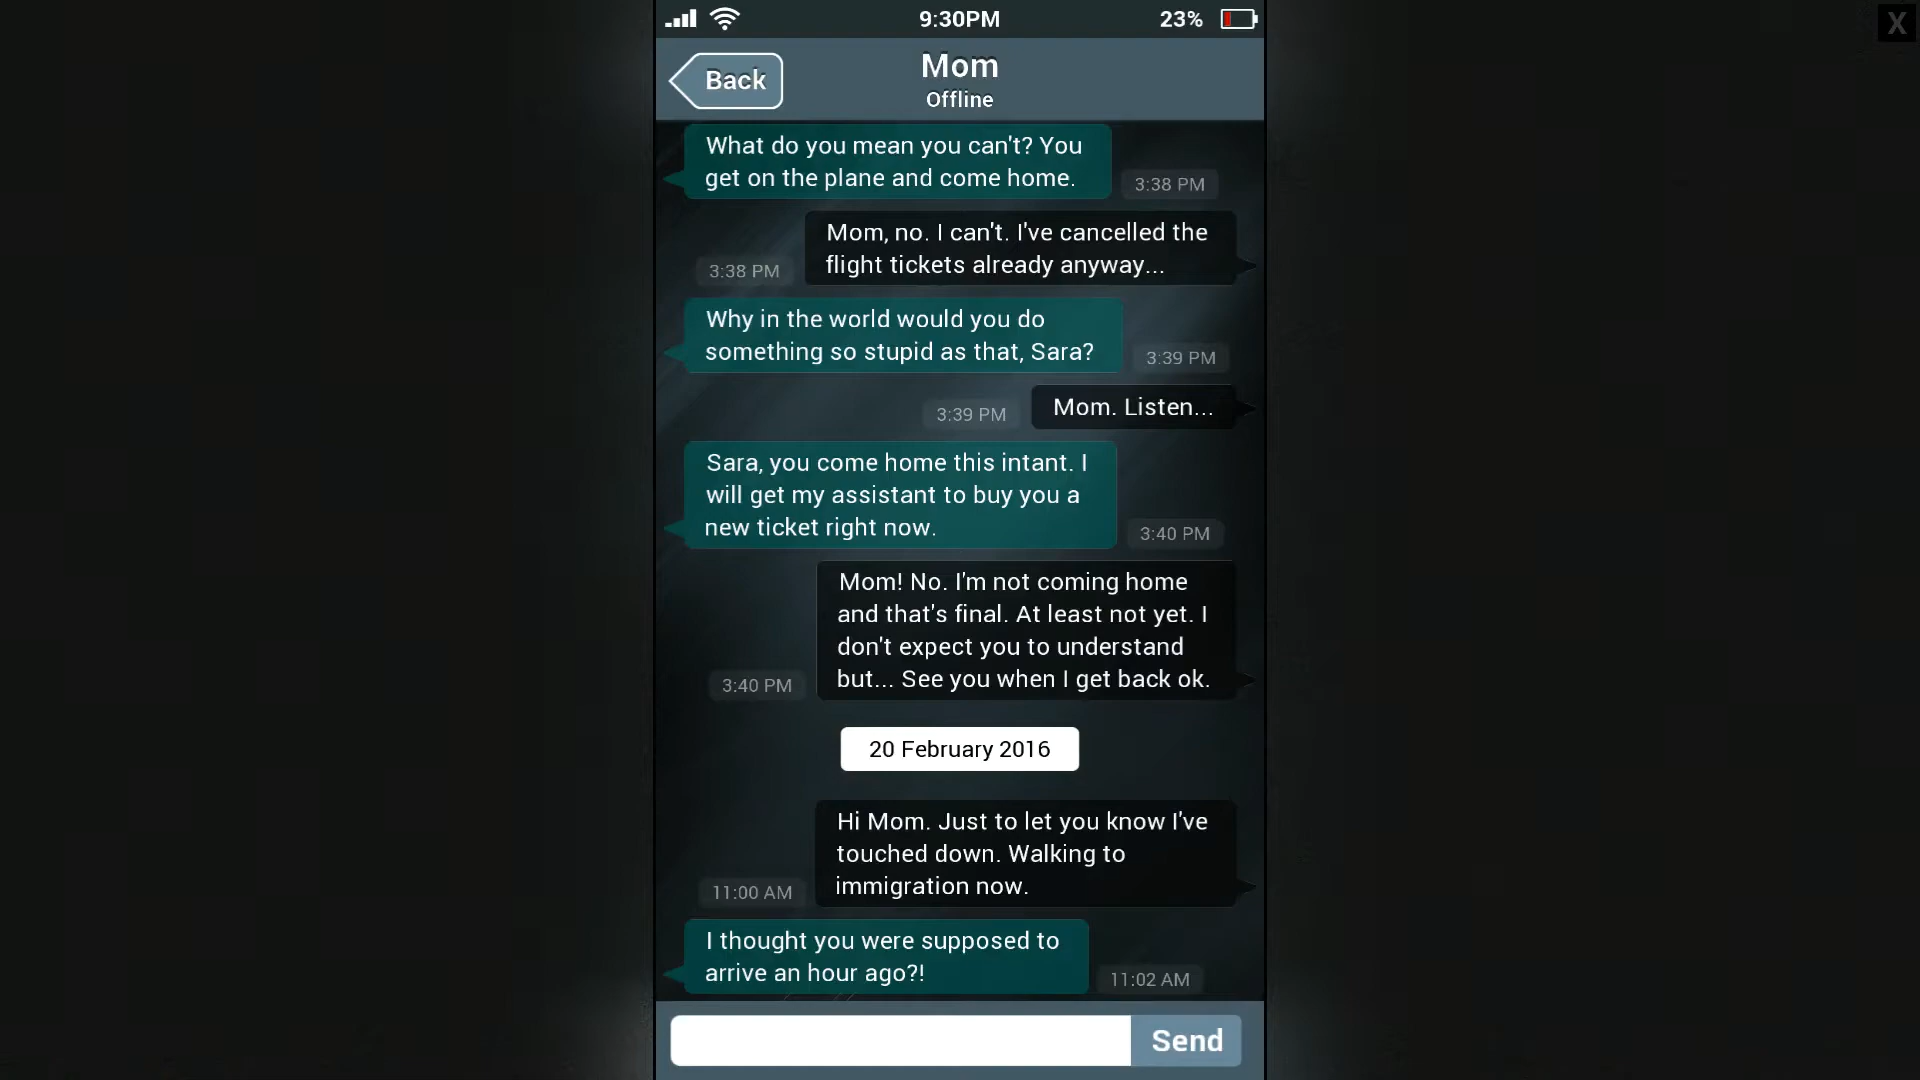 9:30PM
23%
X
Back
Mom
Offline
What do you mean you can't? You
get on the plane and come home.
3:38 PM
Mom, no. I can't. I've cancelled the
flight tickets already anyway...
3:38 PM
Why in the world would you do
something so stupid as that, Sara?
3:39 PM
Mom. Listen...
3:39 PM
Sara, you come home this intant. I
will get my assistant to buy you a
new ticket right now.
3:40 PM
Mom! No. I'm not coming home
and that's final. At least not yet. I
don't expect you to understand
but... See you when I get back ok.
3:40 PM
20 February 2016
Hi Mom. Just to let you know I've
touched down. Walking to
immigration now.
11:00 AM
I thought you were supposed to
arrive an hour ago?!
11:02 AM
Send